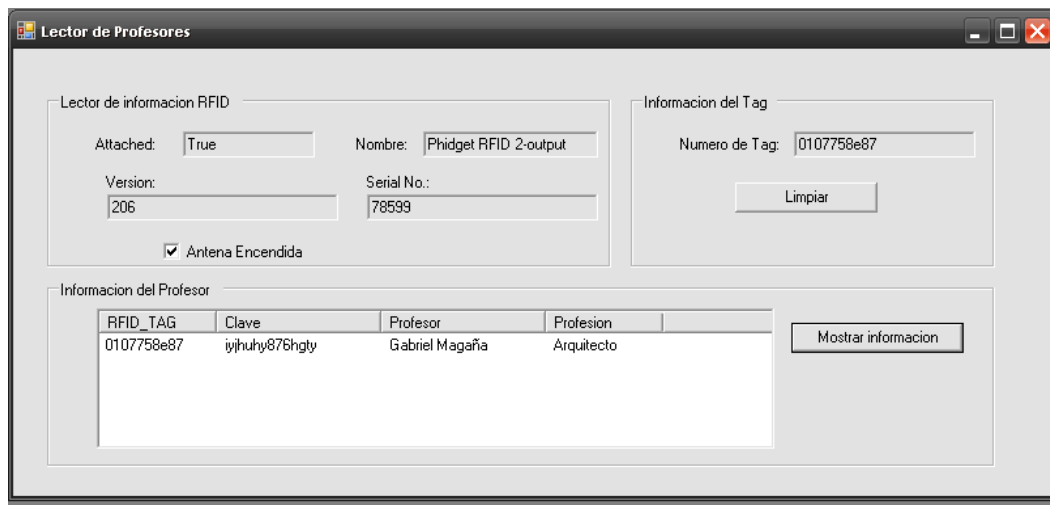 Lector de Profesores
Lector de informacion RFID
Attached: True
Nombre: Phidget RFID 2-output
Version:
206
Serial No.:
78599
Antena Encendida
Informacion del Tag
Numero de Tag: 0107758e87
Limpiar
Informacion del Profesor
RFID_TAG Clave Profesor Profesion
0107758e87 iyjhuhy876hgty Gabriel Magaña Arquitecto
Mostrar informacion